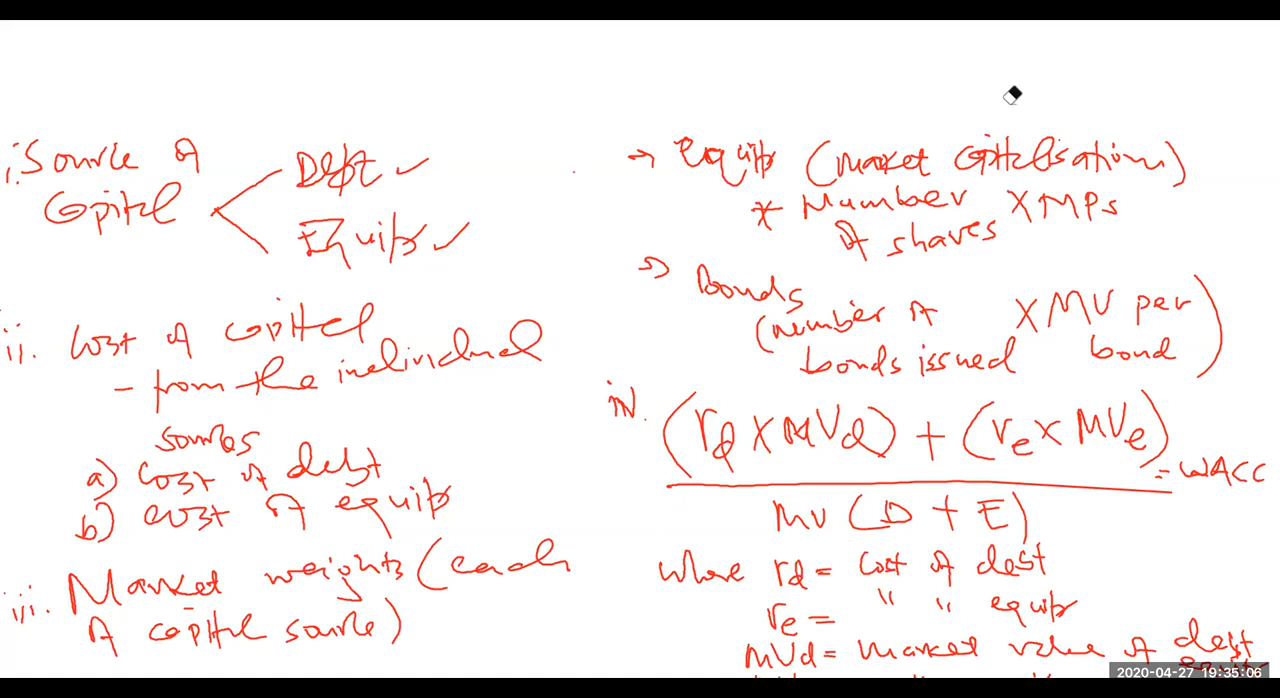 i. Source of
Capital
Debt ✓
Equity ✓
ii. Cost of capital
- from the individual
sources
a) cost of debt
b) cost of equity
iii. Market weights (each
of capital source)
→ equity (market capitalisation)
* Number X MPS
of shares
→ bonds
(number of X MV per
bonds issued bond)
iv. (rd X MVd) + (re X MVe)
= WACC
MV (D + E)
where rd = cost of debt
re = " " equity
MVd = market value of debt
equity
2020-04-27 19:35:06